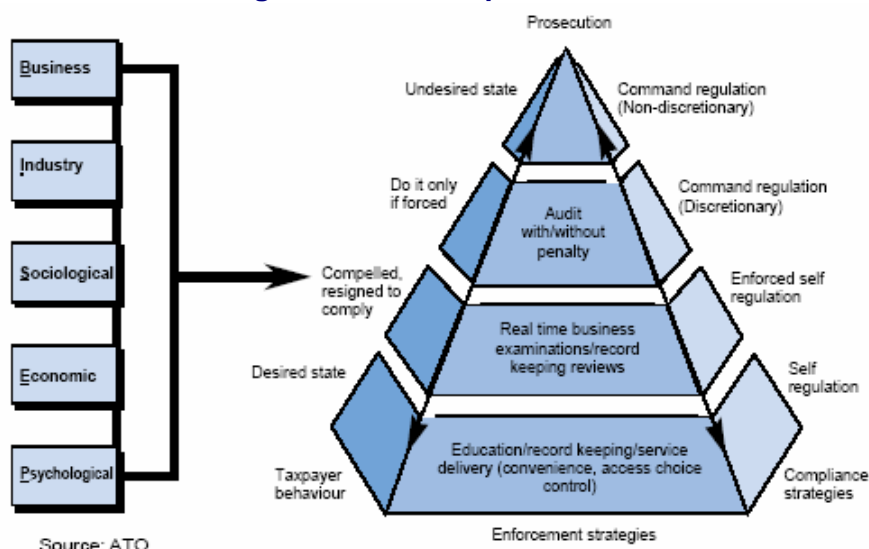 Prosecution
Business
Industry
Sociological
Economic
Psychological
Undesired state
Do it only
if forced
Compelled,
resigned to
comply
Desired state
Taxpayer
behaviour
Audit
with/without
penalty
Real time business
examinations/record
keeping reviews
Education/record keeping/service
delivery (convenience, access choice
control)
Command regulation
(Non-discretionary)
Command regulation
(Discretionary)
Enforced self
regulation
Self
regulation
Compliance
strategies
Enforcement strategies
Source: ATO